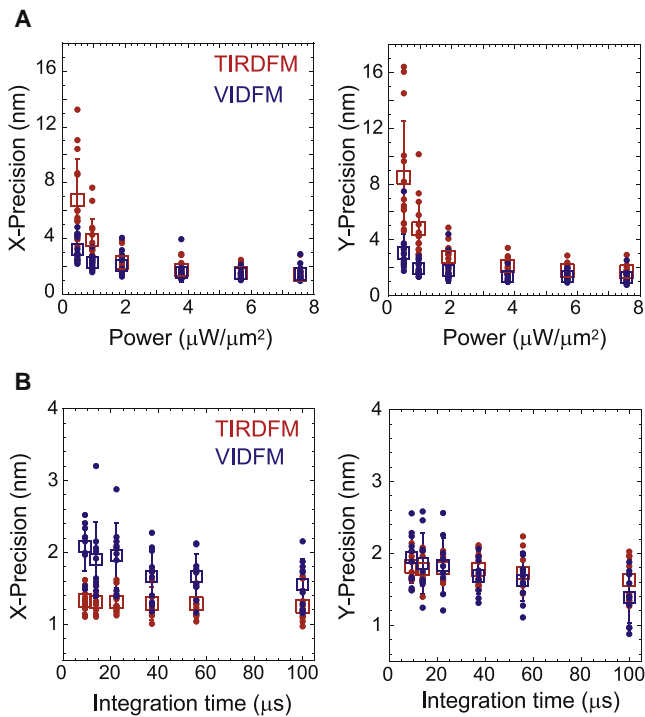 A
X-Precision (nm)
16
12
8
4
0
TIRDFM
VIDFM
0 2 4 6 8
Power (μW/μm²)
Y-Precision (nm)
16
12
8
4
0
0 2 4 6 8
Power (μW/μm²)
B
X-Precision (nm)
4
3
2
1
TIRDFM
VIDFM
0 20 40 60 80 100
Integration time (μs)
Y-Precision (nm)
4
3
2
1
0 20 40 60 80 100
Integration time (μs)